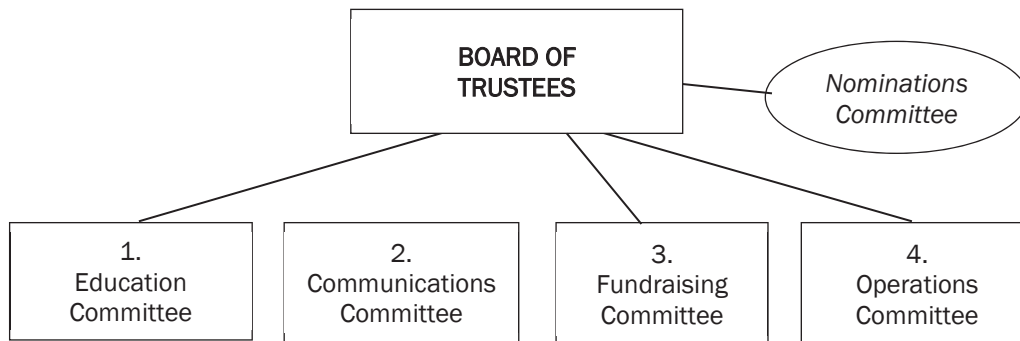 BOARD OF
TRUSTEES
Nominations
Committee
1.
Education
Committee
2.
Communications
Committee
3.
Fundraising
Committee
4.
Operations
Committee